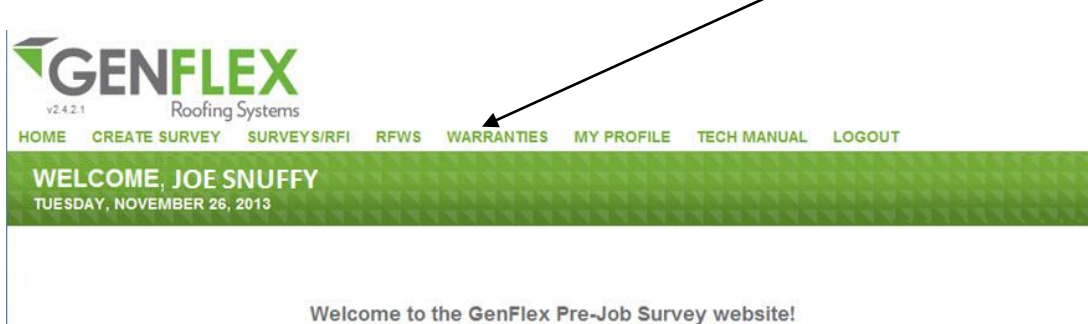 GENFLEX
v2.4.2.1 Roofing Systems
HOME CREATE SURVEY SURVEYS/RFI RFWS WARRANTIES MY PROFILE TECH MANUAL LOGOUT
WELCOME, JOE SNUFFY
TUESDAY, NOVEMBER 26, 2013
Welcome to the GenFlex Pre-Job Survey website!